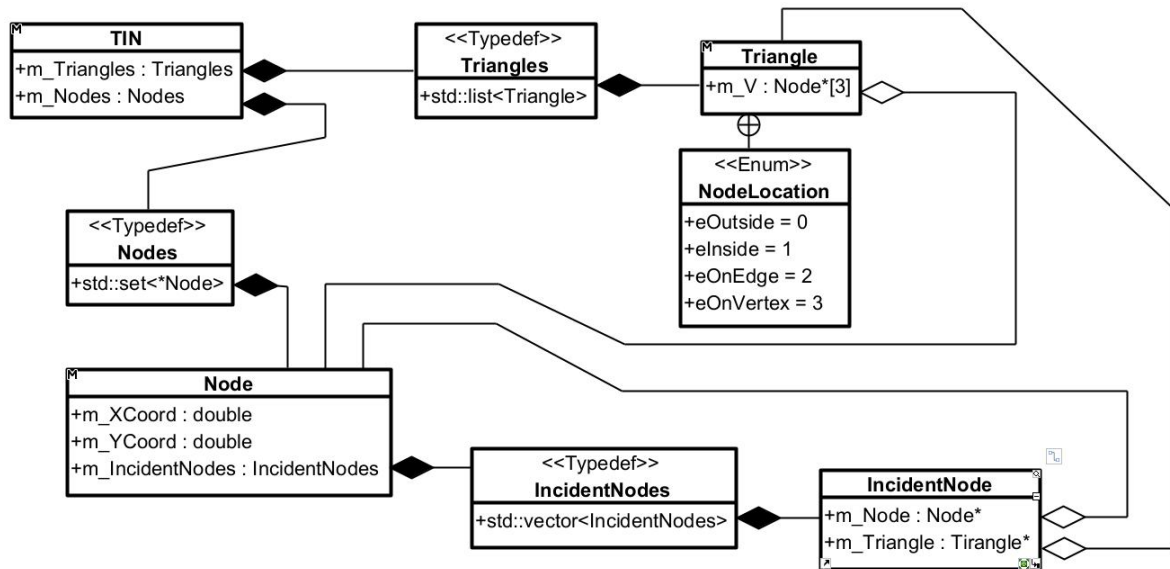 TIN
+m_Triangles : Triangles
+m_Nodes : Nodes
<<Typedef>>
Triangles
+std::list<Triangle>
M
Triangle
+m_V : Node*[3]
<<Enum>>
NodeLocation
+eOutside = 0
+eInside = 1
+eOnEdge = 2
+eOnVertex = 3
<<Typedef>>
Nodes
+std::set<*Node>
M
Node
+m_XCoord : double
+m_YCoord : double
+m_IncidentNodes : IncidentNodes
<<Typedef>>
IncidentNodes
+std::vector<IncidentNodes>
IncidentNode
+m_Node : Node*
+m_Triangle : Tirangle*